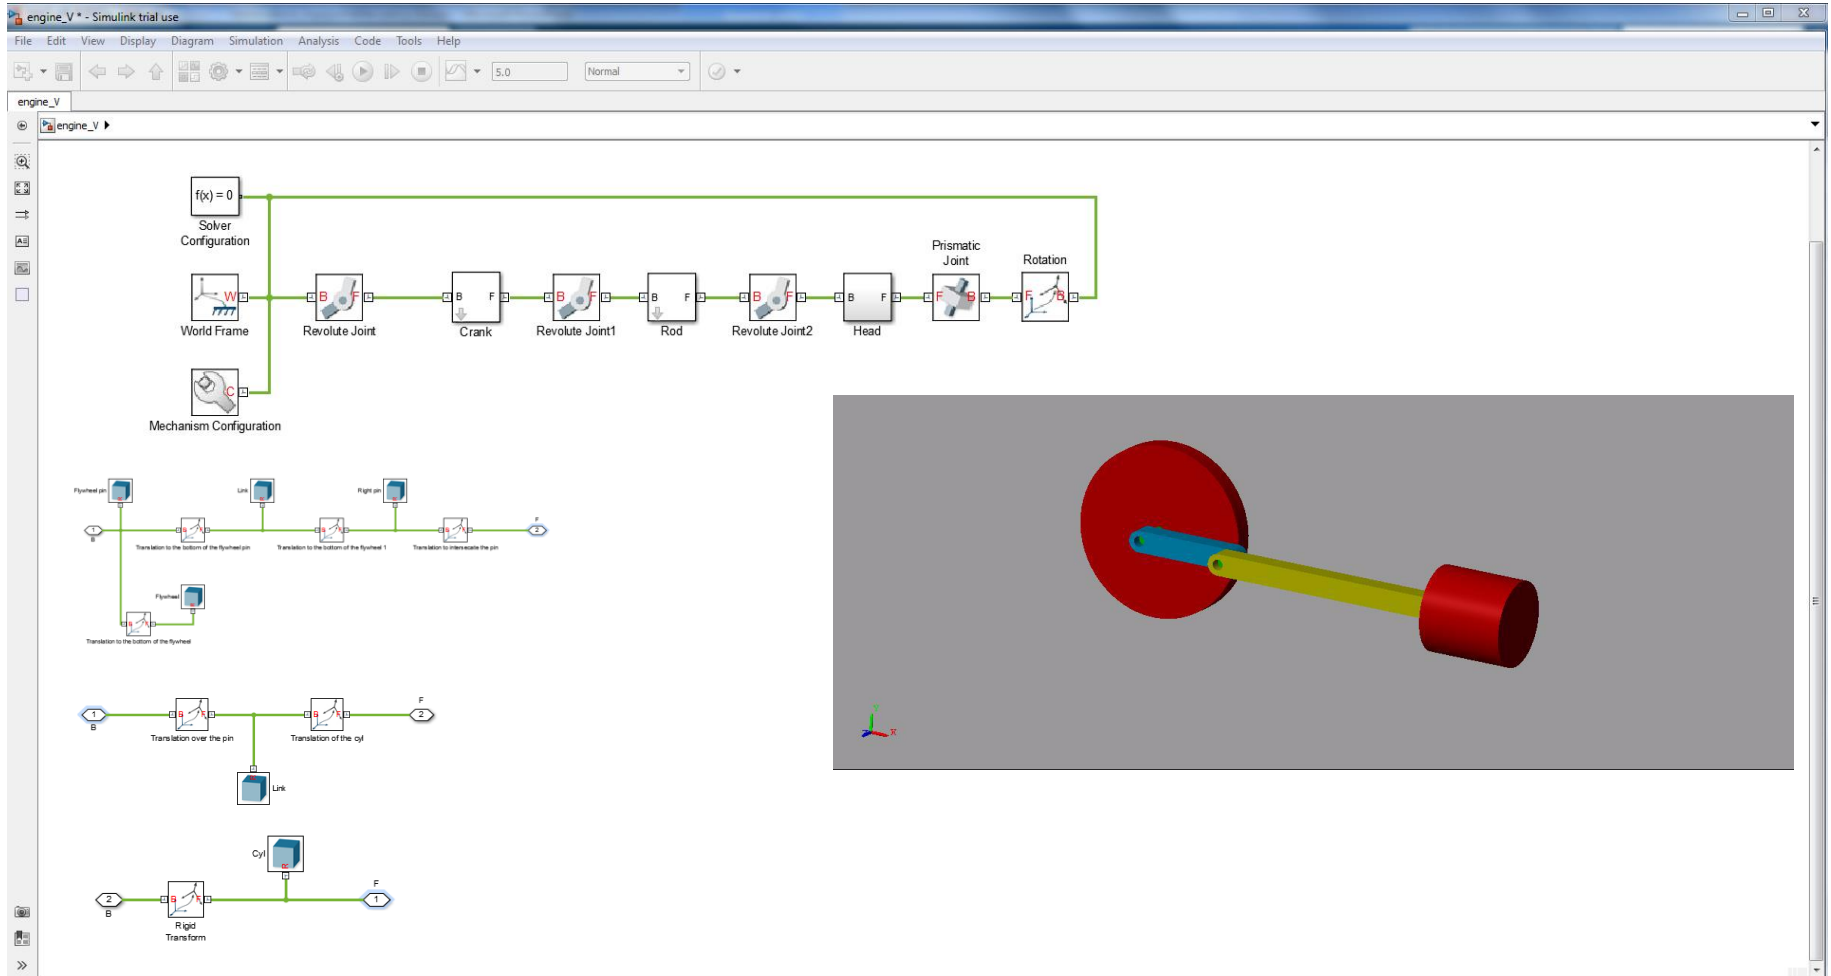 engine_V * - Simulink trial use
File Edit View Display Diagram Simulation Analysis Code Tools Help
5.0 Normal
engine_V
engine_V
f(x) = 0
Solver
Configuration
Prismatic
Joint
Rotation
W
B F
B F
B F
B F
B F
B F
F B
F B
World Frame
Revolute Joint
Crank
Revolute Joint1
Rod
Revolute Joint2
Head
C
Mechanism Configuration
Flywheel pin
R
Link
R
Right pin
R
1
B
B F
B F
B F
F
2
Translation to the bottom of the flywheel pin
Translation to the bottom of the flywheel 1
Translation to intersecate the pin
Flywheel
R
B F
Translation to the bottom of the flywheel
1
B
B F
B F
F
2
Translation over the pin
Translation of the cyl
R
Link
Cyl
R
2
B
B F
F
1
Rigid
Transform
y
x